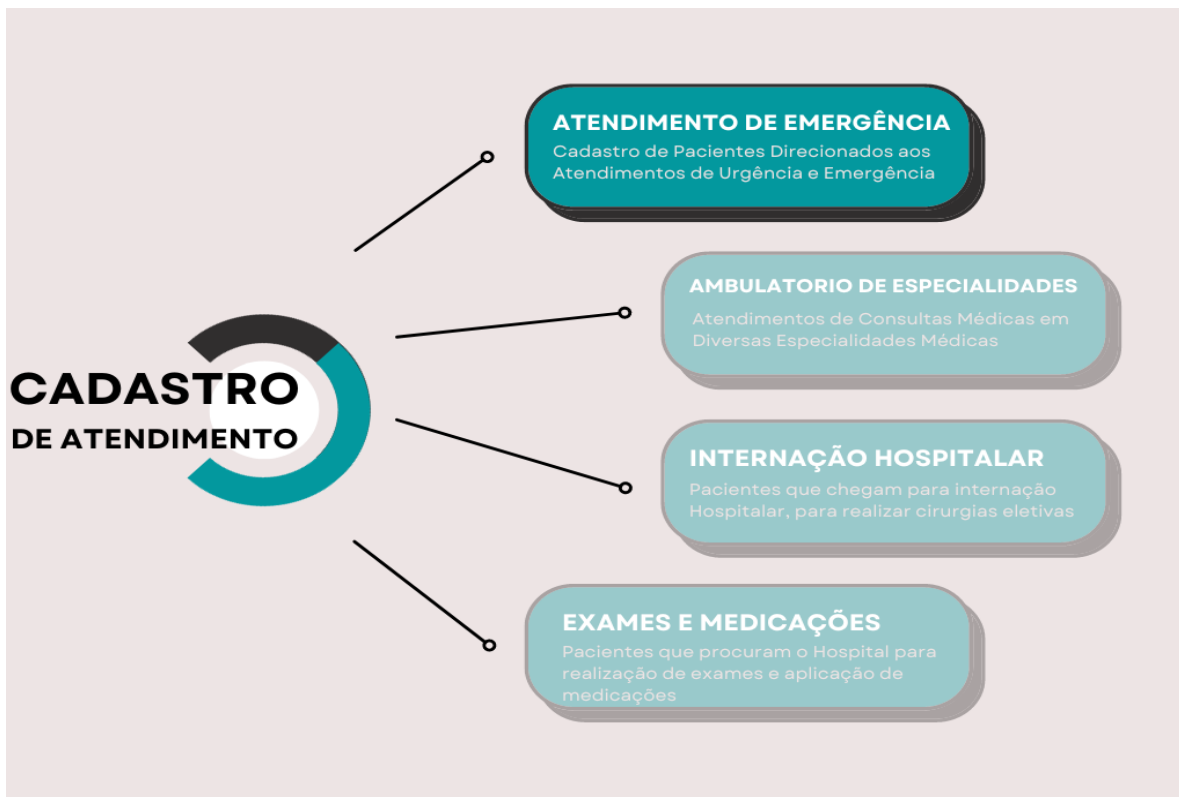 CADASTRO
DE ATENDIMENTO
ATENDIMENTO DE EMERGÊNCIA
Cadastro de Pacientes Direcionados aos
Atendimentos de Urgência e Emergência
AMBULATORIO DE ESPECIALIDADES
Atendimentos de Consultas Médicas em
Diversas Especialidades Médicas
INTERNAÇÃO HOSPITALAR
Pacientes que chegam para internação
Hospitalar, para realizar cirurgias eletivas
EXAMES E MEDICAÇÕES
Pacientes que procuram o Hospital para
realização de exames e aplicação de
medicações